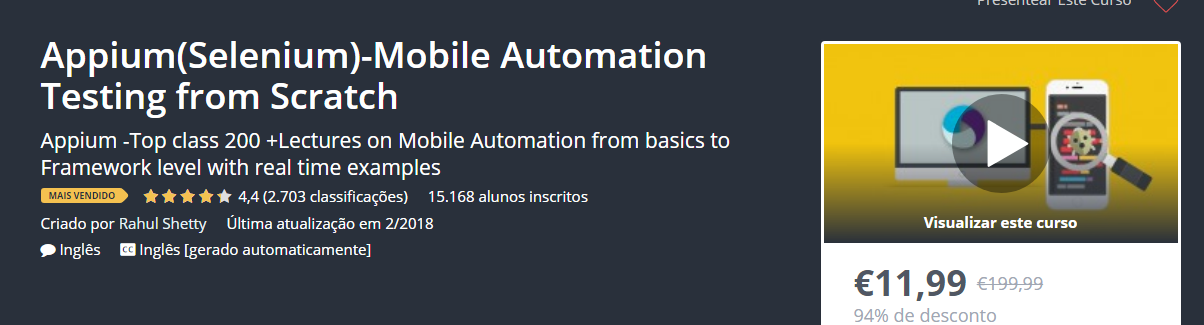 Presentear Este Curso
Appium(Selenium)-Mobile Automation
Testing from Scratch
Appium -Top class 200 +Lectures on Mobile Automation from basics to
Framework level with real time examples
MAIS VENDIDO 4,4 (2.703 classificações) 15.168 alunos inscritos
Criado por Rahul Shetty Última atualização em 2/2018
Inglês CC Inglês [gerado automaticamente]
Visualizar este curso
€11,99 €199,99
94% de desconto